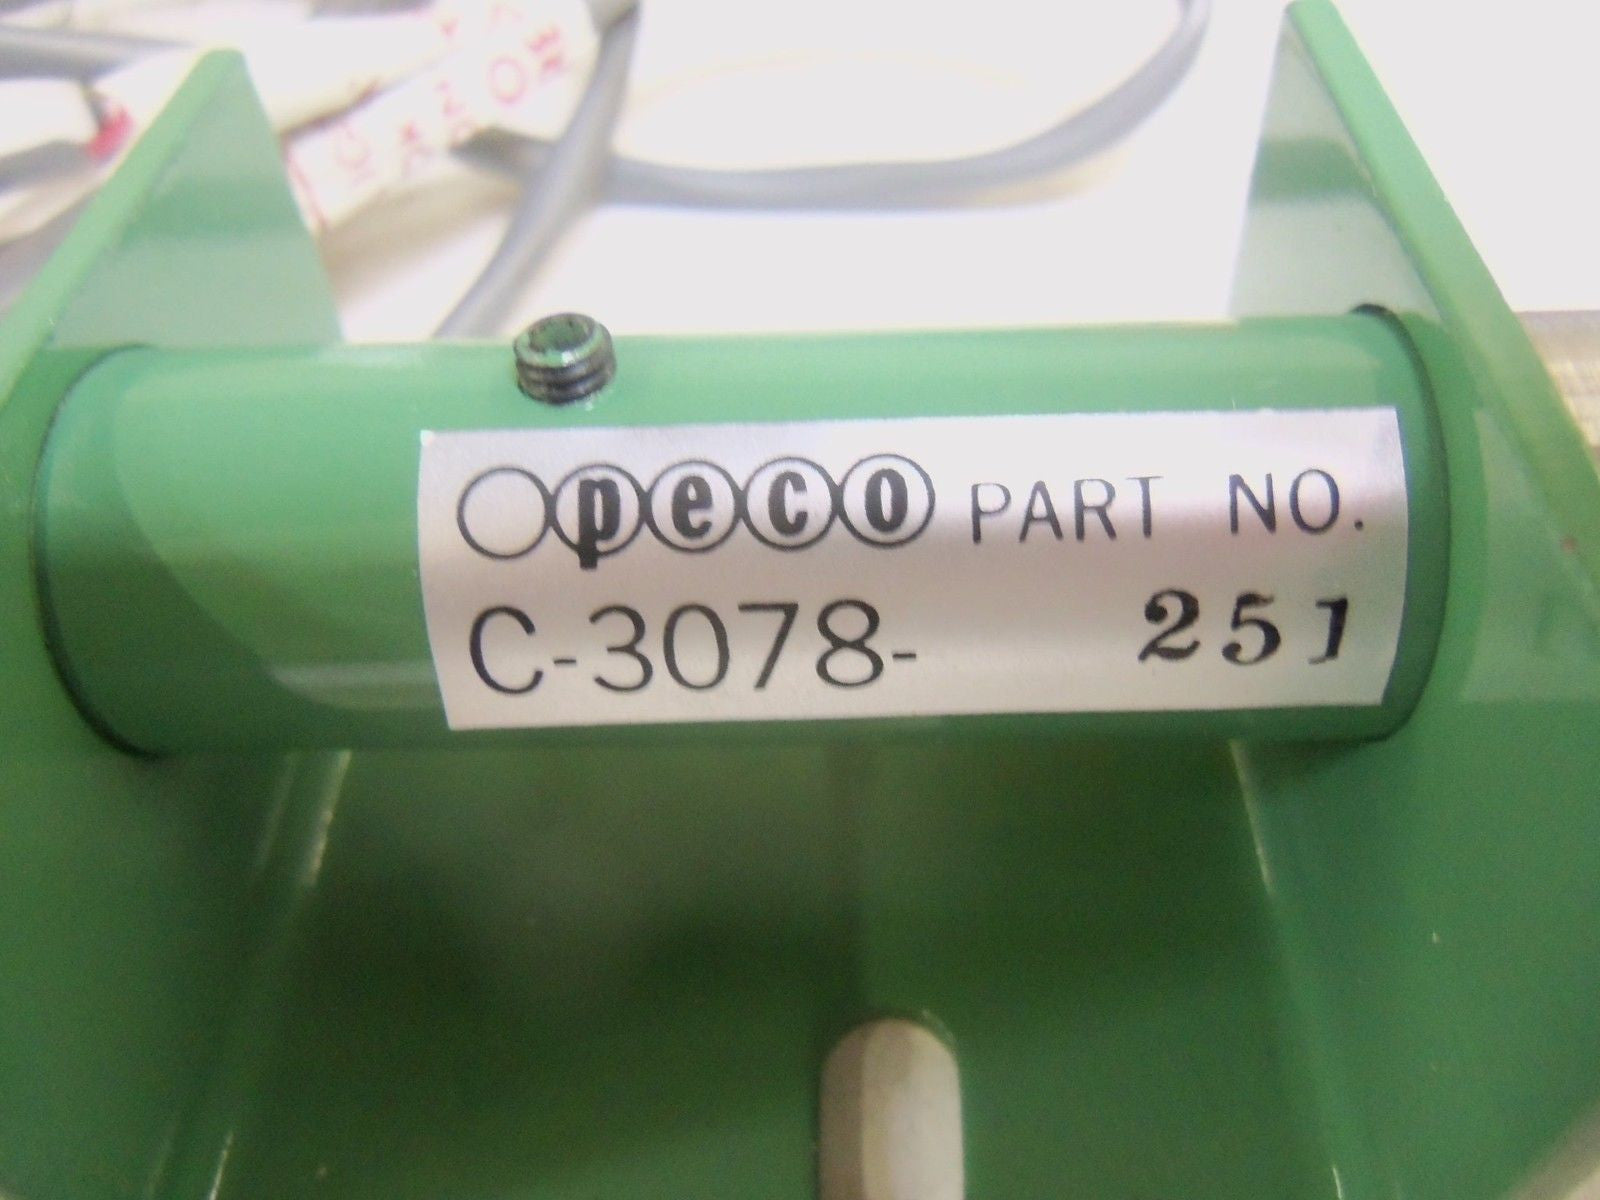 peco PART NO.
C-3078- 251